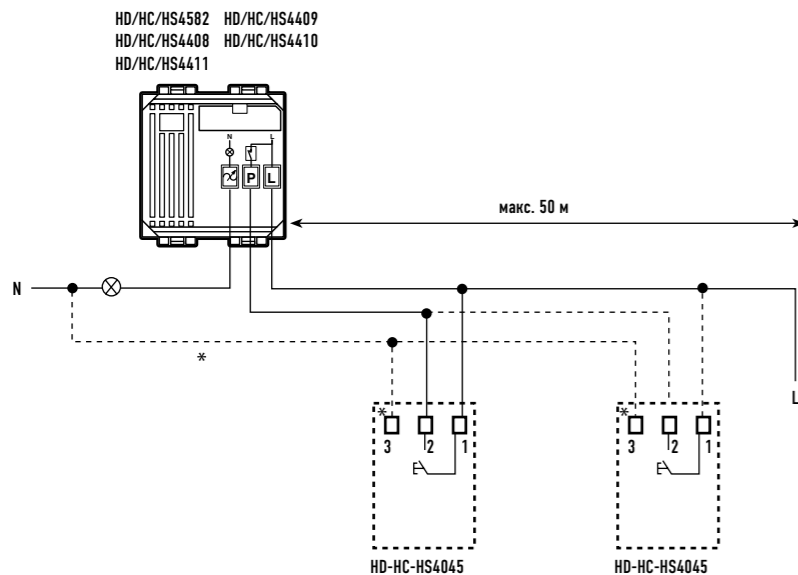 HD/HC/HS4582 HD/HC/HS4409
HD/HC/HS4408 HD/HC/HS4410
HD/HC/HS4411
N L
P L
макс. 50 м
N
*
L
* *
3 2 1 3 2 1
HD-HC-HS4045 HD-HC-HS4045